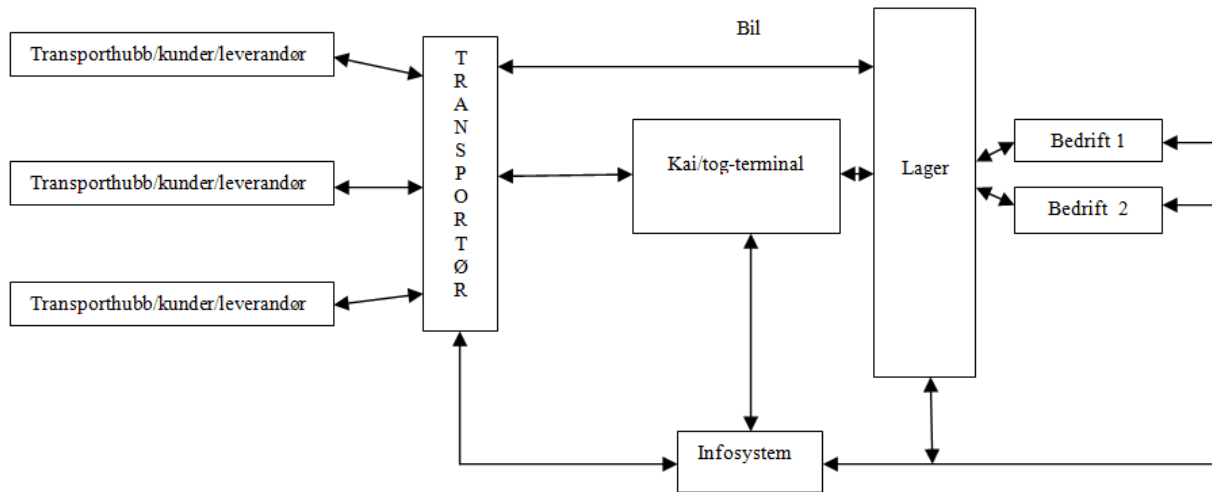 Bil
Transporthubb/kunder/leverandør
Transporthubb/kunder/leverandør
Transporthubb/kunder/leverandør
TRANSPORTØR
Kai/tog-terminal
Lager
Bedrift 1
Bedrift 2
Infosystem